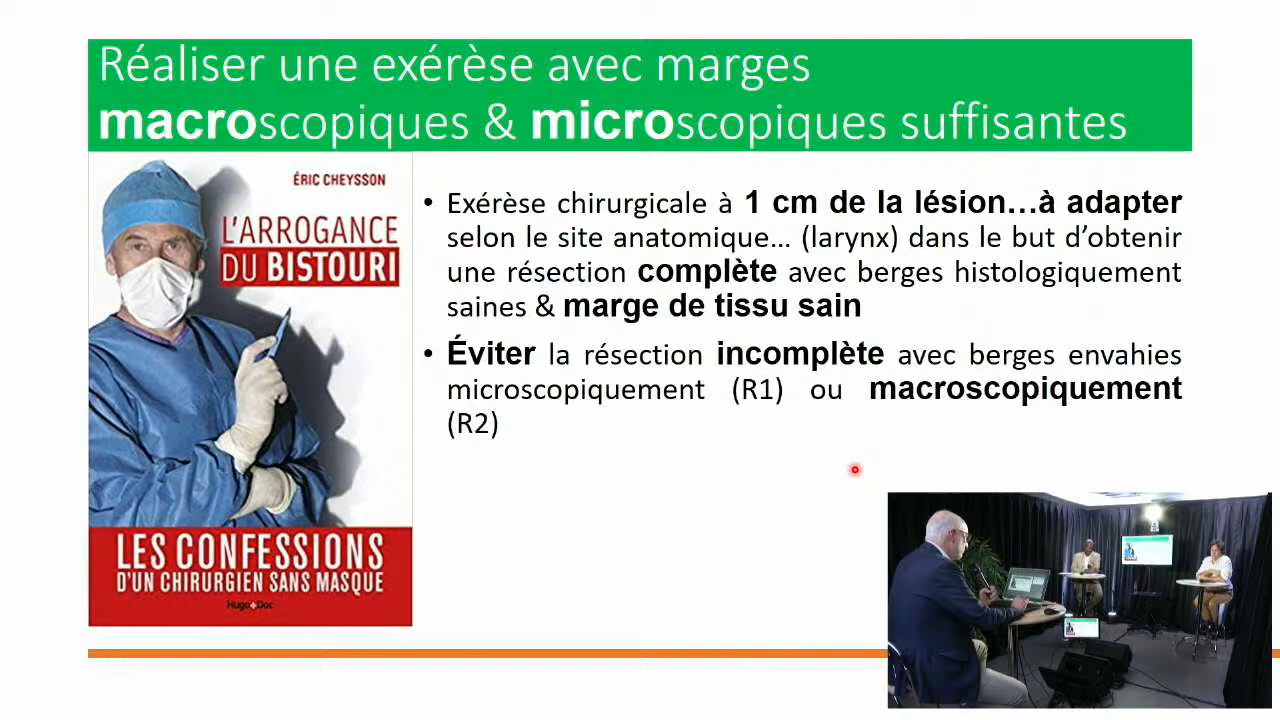 Réaliser une exérèse avec marges
macroscopiques & microscopiques suffisantes
ÉRIC CHEYSSON
L'ARROGANCE
DU BISTOURI
LES CONFESSIONS
D'UN CHIRURGIEN SANS MASQUE
Hugo Doc
• Exérèse chirurgicale à 1 cm de la lésion…à adapter
selon le site anatomique… (larynx) dans le but d'obtenir
une résection complète avec berges histologiquement
saines & marge de tissu sain
• Éviter la résection incomplète avec berges envahies
microscopiquement (R1) ou macroscopiquement
(R2)